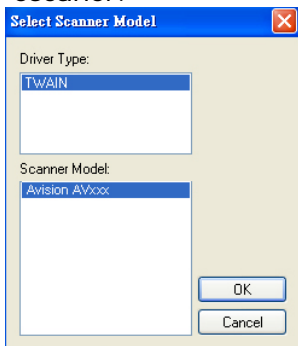 Select Scanner Model
Driver Type:
TWAIN
Scanner Model:
Avision AVxxx
OK
Cancel